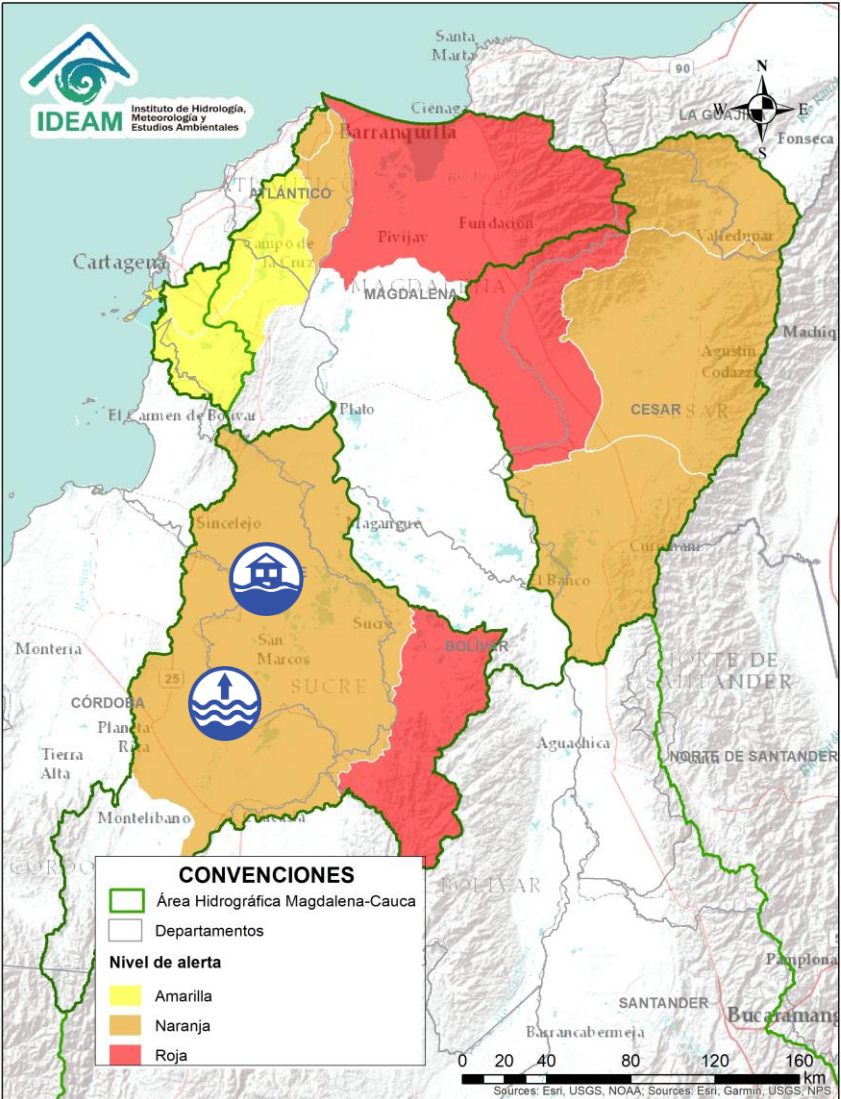 IDEAM
Instituto de Hidrología,
Meteorología y
Estudios Ambientales
Santa
Marta
90
N
W
E
S
LA GUAJIRA
Fonseca
Ciénaga
Barranquilla
ATLÁNTICO
Campo de
la Cruz
Pivijay
Fundación
Valledupar
Cartagena
MAGDALENA
Machiq
Agustín
Codazzi
CESAR
El Carmen de Bolívar
Plato
Sincelejo
Magangue
Curumaní
El Banco
Sucre
San
Marcos
SUCRE
BOLÍVAR
Montería
25
CÓRDOBA
Planeta
Rica
Tierra
Alta
NORTE DE
SANTANDER
Aguachica
NORTE DE SANTANDER
Montelíbano
CONVENCIONES
Área Hidrográfica Magdalena-Cauca
Departamentos
Nivel de alerta
Amarilla
Naranja
Roja
BOLÍVAR
Pamplona
SANTANDER
Bucaramang
Barrancabermeja
0 20 40 80 120 160
km
Sources: Esri, USGS, NOAA; Sources: Esri, Garmin, USGS, NPS